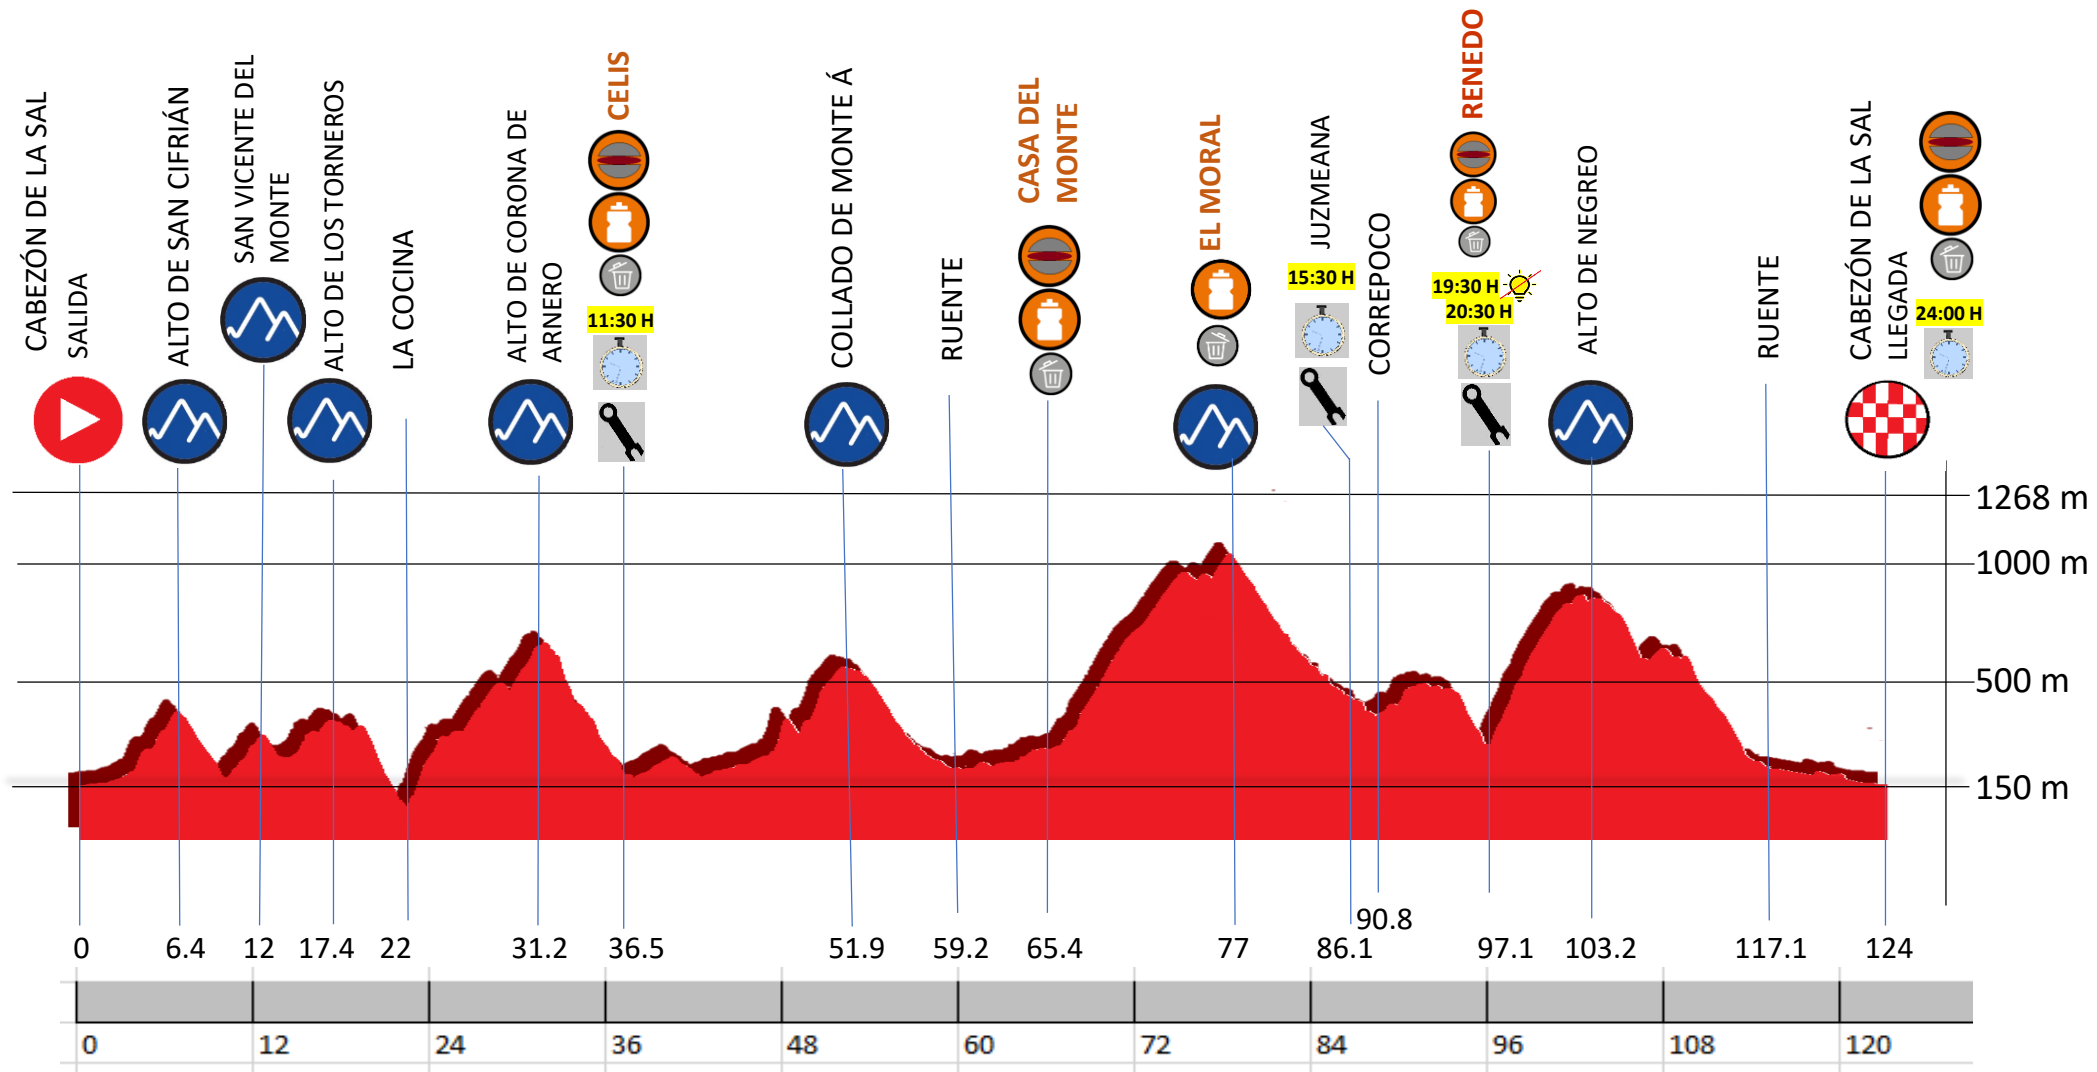 CABEZÓN DE LA SAL
SALIDA
ALTO DE SAN CIFRIÁN
SAN VICENTE DEL
MONTE
ALTO DE LOS TORNEROS
LA COCINA
ALTO DE CORONA DE
ARNERO
CELIS
11:30 H
COLLADO DE MONTE Á
RUENTE
CASA DEL
MONTE
EL MORAL
JUZMEANA
15:30 H
CORREPOCO
RENEDO
19:30 H
20:30 H
ALTO DE NEGREO
RUENTE
CABEZÓN DE LA SAL
LLEGADA
24:00 H
1268 m
1000 m
500 m
150 m
0 6.4 12 17.4 22 31.2 36.5 51.9 59.2 65.4 77 86.1 90.8 97.1 103.2 117.1 124
0 12 24 36 48 60 72 84 96 108 120